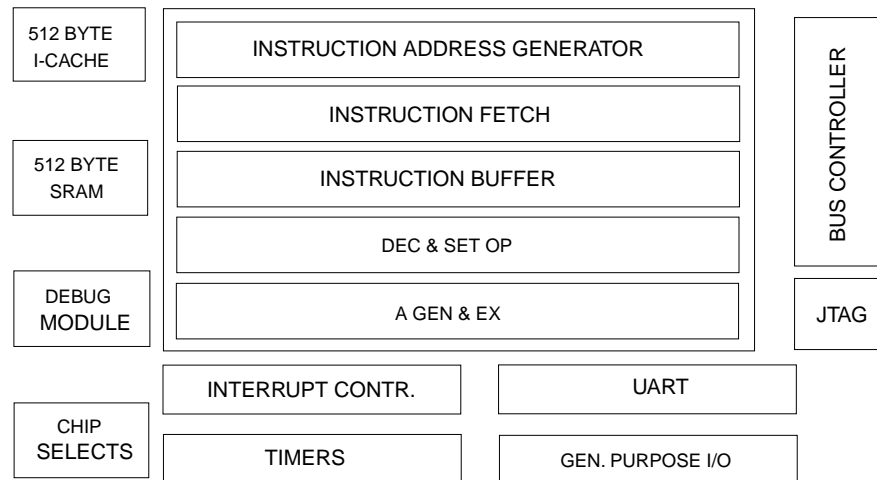 512 BYTE
I-CACHE
512 BYTE
SRAM
DEBUG
MODULE
CHIP
SELECTS
INSTRUCTION ADDRESS GENERATOR
INSTRUCTION FETCH
INSTRUCTION BUFFER
DEC & SET OP
A GEN & EX
INTERRUPT CONTR.
UART
TIMERS
GEN. PURPOSE I/O
BUS CONTROLLER
JTAG